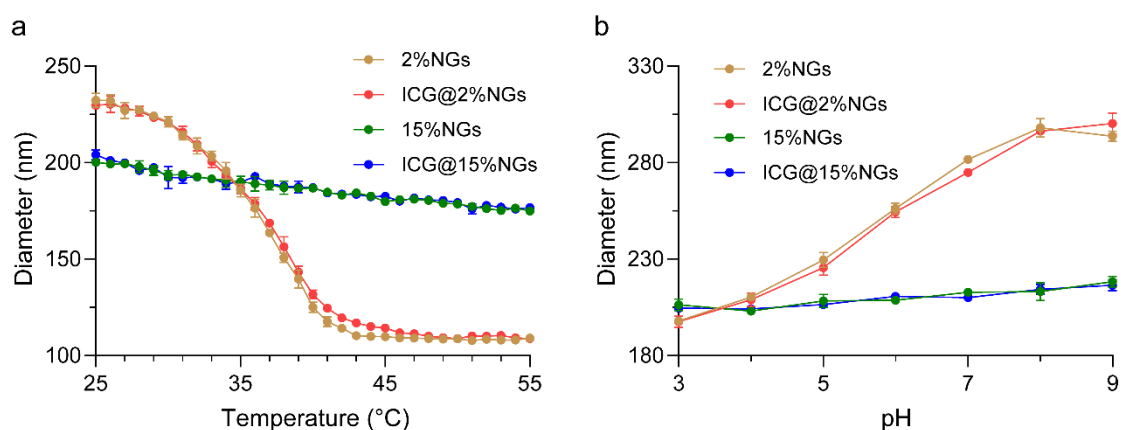 a
250
200
150
100
Diameter (nm)
25
35
45
55
Temperature (°C)
2%NGs
ICG@2%NGs
15%NGs
ICG@15%NGs
b
330
280
230
180
Diameter (nm)
3
5
7
9
pH
2%NGs
ICG@2%NGs
15%NGs
ICG@15%NGs